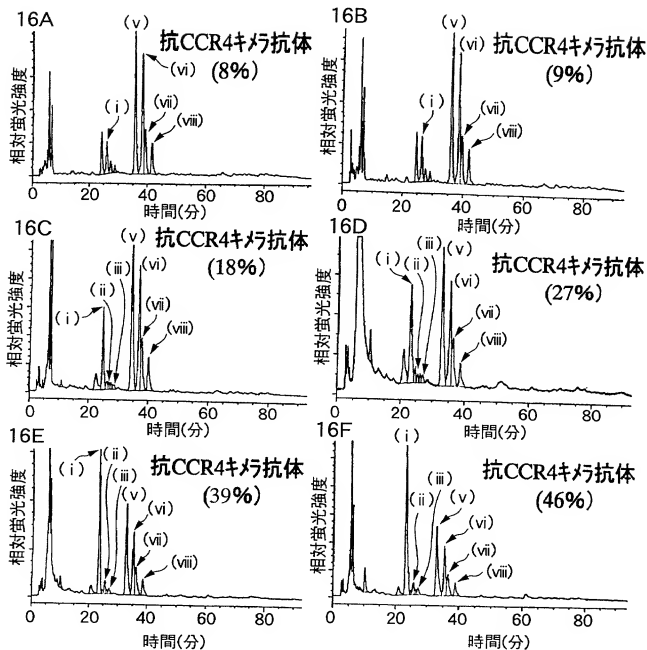 16A
抗CCR4キメラ抗体
(8%)
(i)
(v)
(vi)
(vii)
(viii)
相対蛍光強度
0 20 40 60 80
時間(分)
16B
抗CCR4キメラ抗体
(9%)
(i)
(v)
(vi)
(vii)
(viii)
相対蛍光強度
0 20 40 60 80
時間(分)
16C
抗CCR4キメラ抗体
(18%)
(i)
(ii)
(iii)
(v)
(vi)
(vii)
(viii)
相対蛍光強度
0 20 40 60 80
時間(分)
16D
抗CCR4キメラ抗体
(27%)
(i)
(ii)
(iii)
(v)
(vi)
(vii)
(viii)
相対蛍光強度
0 20 40 60 80
時間(分)
16E
抗CCR4キメラ抗体
(39%)
(i)
(ii)
(iii)
(v)
(vi)
(vii)
(viii)
相対蛍光強度
0 20 40 60 80
時間(分)
16F
抗CCR4キメラ抗体
(46%)
(i)
(ii)
(iii)
(v)
(vi)
(vii)
(viii)
相対蛍光強度
0 20 40 60 80
時間(分)